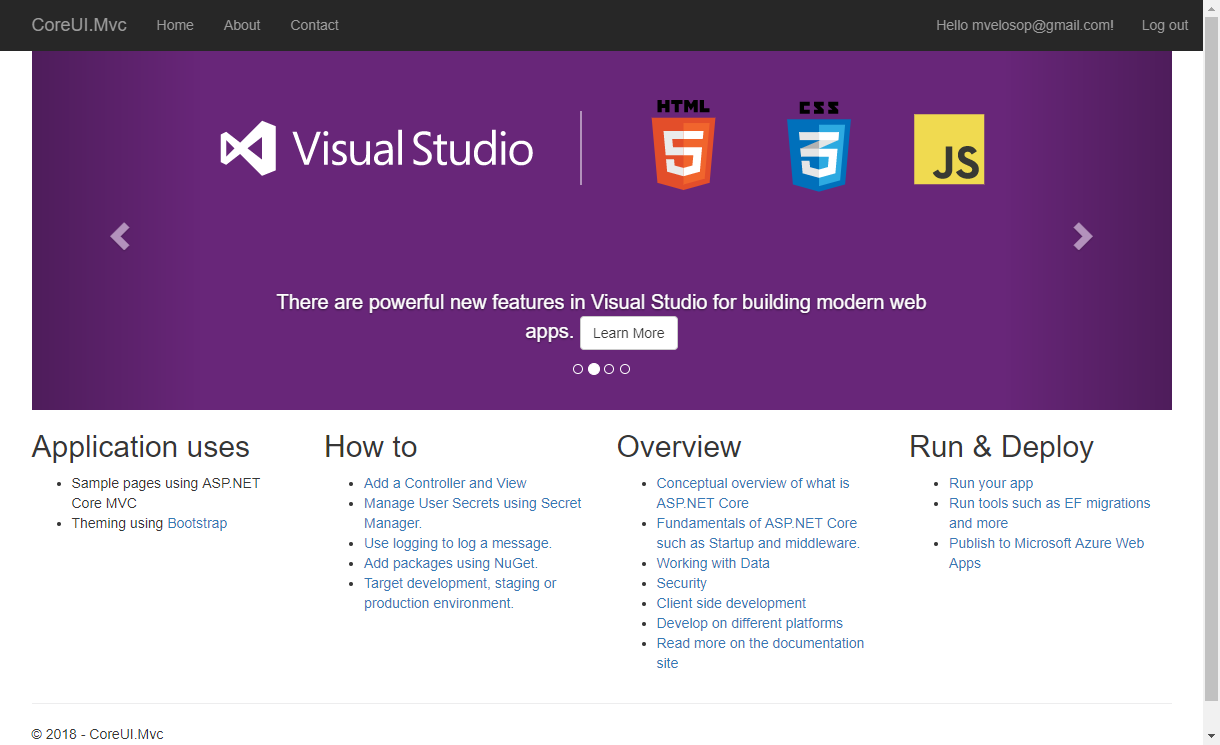 CoreUI.Mvc Home About Contact Hello mvelosop@gmail.com! Log out
Visual Studio HTML 5 CSS 3 JS
There are powerful new features in Visual Studio for building modern web
apps. Learn More
Application uses
Sample pages using ASP.NET
Core MVC
Theming using Bootstrap
How to
Add a Controller and View
Manage User Secrets using Secret
Manager.
Use logging to log a message.
Add packages using NuGet.
Target development, staging or
production environment.
Overview
Conceptual overview of what is
ASP.NET Core
Fundamentals of ASP.NET Core
such as Startup and middleware.
Working with Data
Security
Client side development
Develop on different platforms
Read more on the documentation
site
Run & Deploy
Run your app
Run tools such as EF migrations
and more
Publish to Microsoft Azure Web
Apps
© 2018 - CoreUI.Mvc